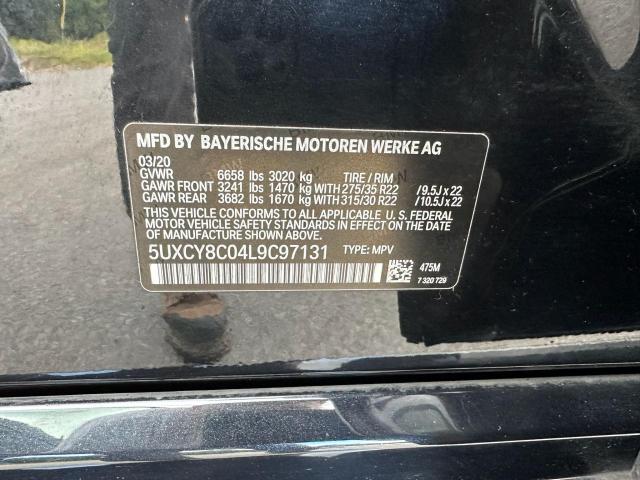 MFD BY BAYERISCHE MOTOREN WERKE AG
03/20
GVWR 6658 lbs 3020 kg TIRE / RIM
GAWR FRONT 3241 lbs 1470 kg WITH 275/35 R22 / 9.5J x 22
GAWR REAR 3682 lbs 1670 kg WITH 315/30 R22 / 10.5J x 22
THIS VEHICLE CONFORMS TO ALL APPLICABLE U. S. FEDERAL
MOTOR VEHICLE SAFETY STANDARDS IN EFFECT ON THE DATE
OF MANUFACTURE SHOWN ABOVE.
5UXCY8C04L9C97131 TYPE: MPV
475M
7 320 729